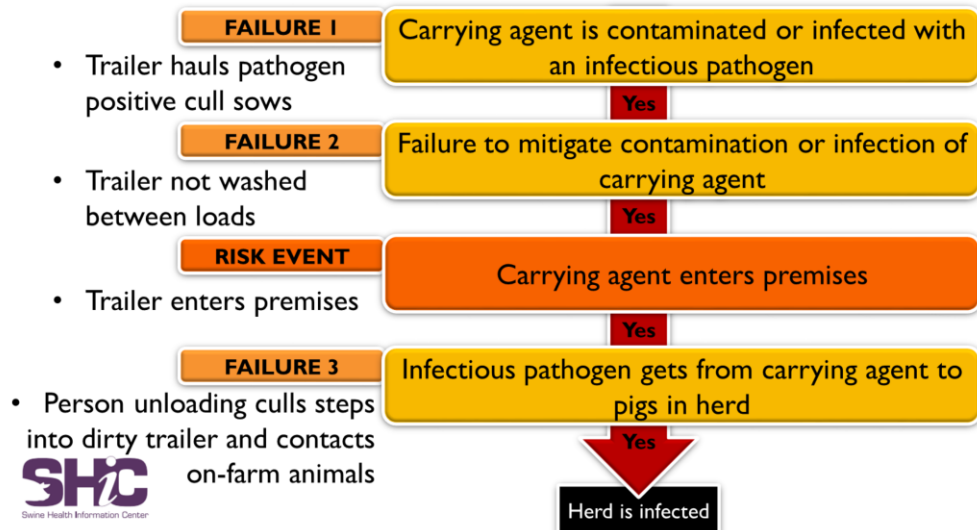 FAILURE 1
Carrying agent is contaminated or infected with
an infectious pathogen
• Trailer hauls pathogen
positive cull sows
Yes
FAILURE 2
Failure to mitigate contamination or infection of
carrying agent
• Trailer not washed
between loads
Yes
RISK EVENT
Carrying agent enters premises
• Trailer enters premises
Yes
FAILURE 3
Infectious pathogen gets from carrying agent to
pigs in herd
• Person unloading culls steps
into dirty trailer and contacts
on-farm animals
Yes
SHiC
Swine Health Information Center
Herd is infected